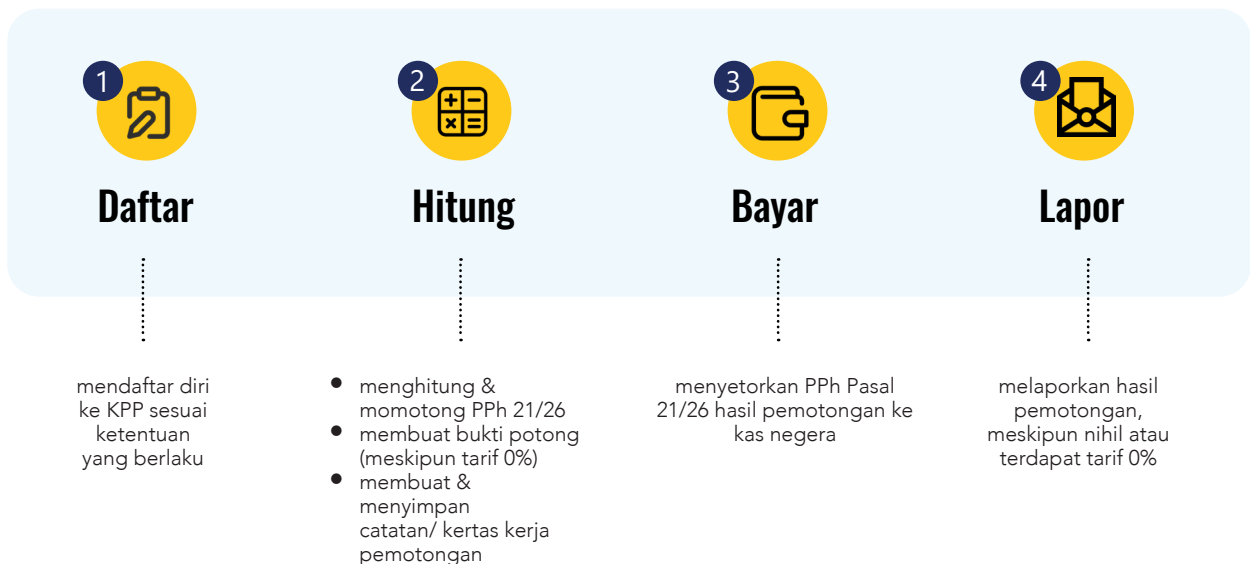 1
Daftar
mendaftar diri
ke KPP sesuai
ketentuan
yang berlaku
2
Hitung
• menghitung &
momotong PPh 21/26
• membuat bukti potong
(meskipun tarif 0%)
• membuat &
menyimpan
catatan/ kertas kerja
pemotongan
3
Bayar
menyetorkan PPh Pasal
21/26 hasil pemotongan ke
kas negera
4
Lapor
melaporkan hasil
pemotongan,
meskipun nihil atau
terdapat tarif 0%